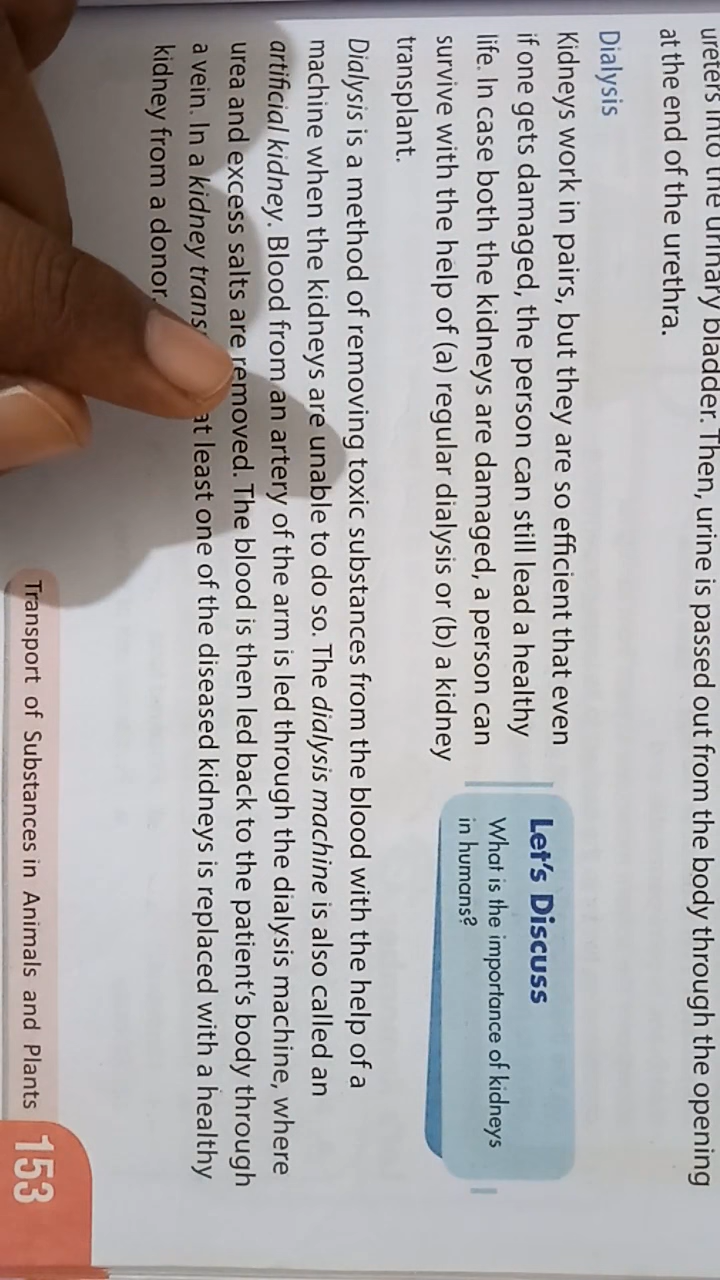 ureters into the urinary bladder. Then, urine is passed out from the body through the opening
at the end of the urethra.
Dialysis
Kidneys work in pairs, but they are so efficient that even
if one gets damaged, the person can still lead a healthy
life. In case both the kidneys are damaged, a person can
survive with the help of (a) regular dialysis or (b) a kidney
transplant.
Let's Discuss
What is the importance of kidneys
in humans?
Dialysis is a method of removing toxic substances from the blood with the help of a
machine when the kidneys are unable to do so. The dialysis machine is also called an
artificial kidney. Blood from an artery of the arm is led through the dialysis machine, where
urea and excess salts are removed. The blood is then led back to the patient's body through
a vein. In a kidney at least one of the diseased kidneys is replaced with a healthy
kidney from a donor.
Transport of Substances in Animals and Plants 153